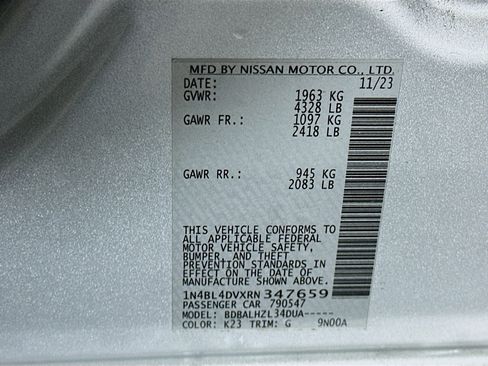 MFD BY NISSAN MOTOR CO., LTD.
DATE: 11/23
GVWR: 1963 KG
4328 LB
GAWR FR.: 1097 KG
2418 LB
GAWR RR.: 945 KG
2083 LB
THIS VEHICLE CONFORMS TO
ALL APPLICABLE FEDERAL
MOTOR VEHICLE SAFETY,
BUMPER, AND THEFT
PREVENTION STANDARDS IN
EFFECT ON THE DATE OF
MANUFACTURE SHOWN ABOVE.
1N4BL4DVXRN347659
PASSENGER CAR 790547
MODEL: BDBALHZL34DUA-----
COLOR: K23 TRIM: G 9N00A